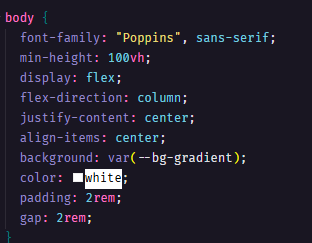 body {
font-family: "Poppins", sans-serif;
min-height: 100vh;
display: flex;
flex-direction: column;
justify-content: center;
align-items: center;
background: var(--bg-gradient);
color: white;
padding: 2rem;
gap: 2rem;
}